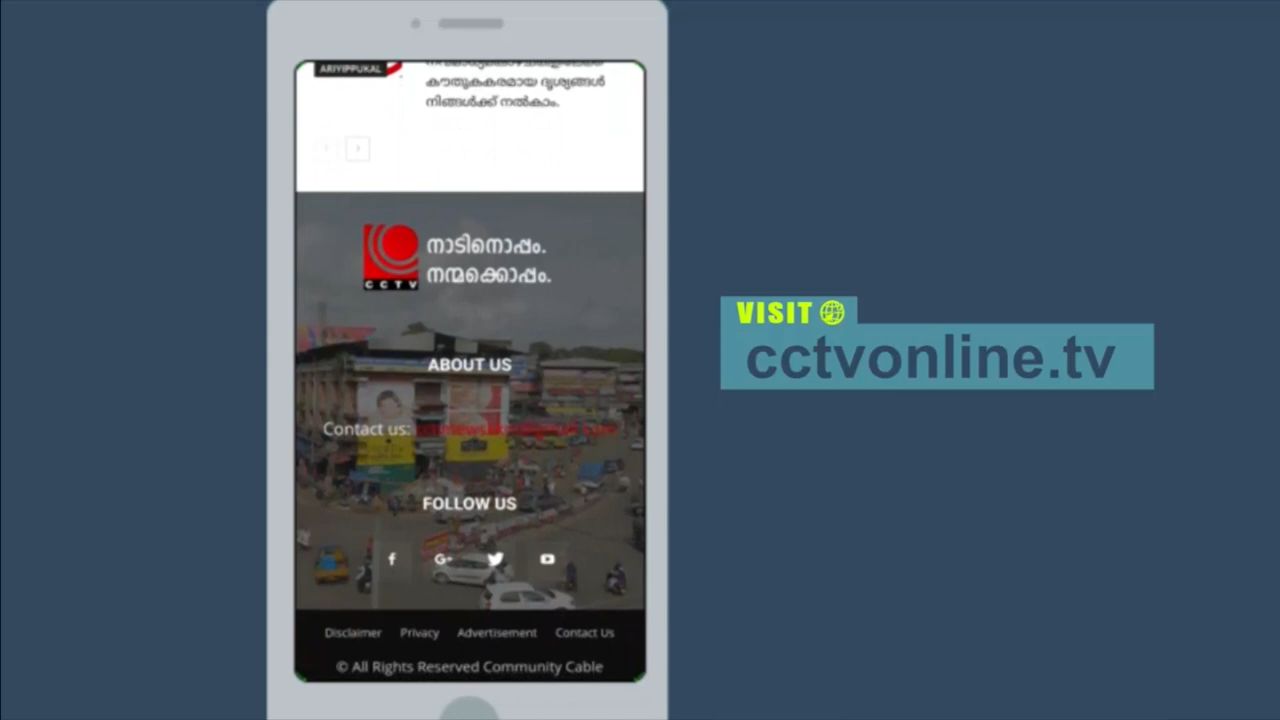 ARIYIPPUKAL
കൗതുകകരമായ ദൃശ്യങ്ങൾ
നിങ്ങൾക്ക് നൽകാം.
CCTV
നാടിനൊപ്പം.
നന്മക്കൊപ്പം.
ABOUT US
Contact us:
FOLLOW US
Disclaimer Privacy Advertisement Contact Us
© All Rights Reserved Community Cable
VISIT
cctvonline.tv